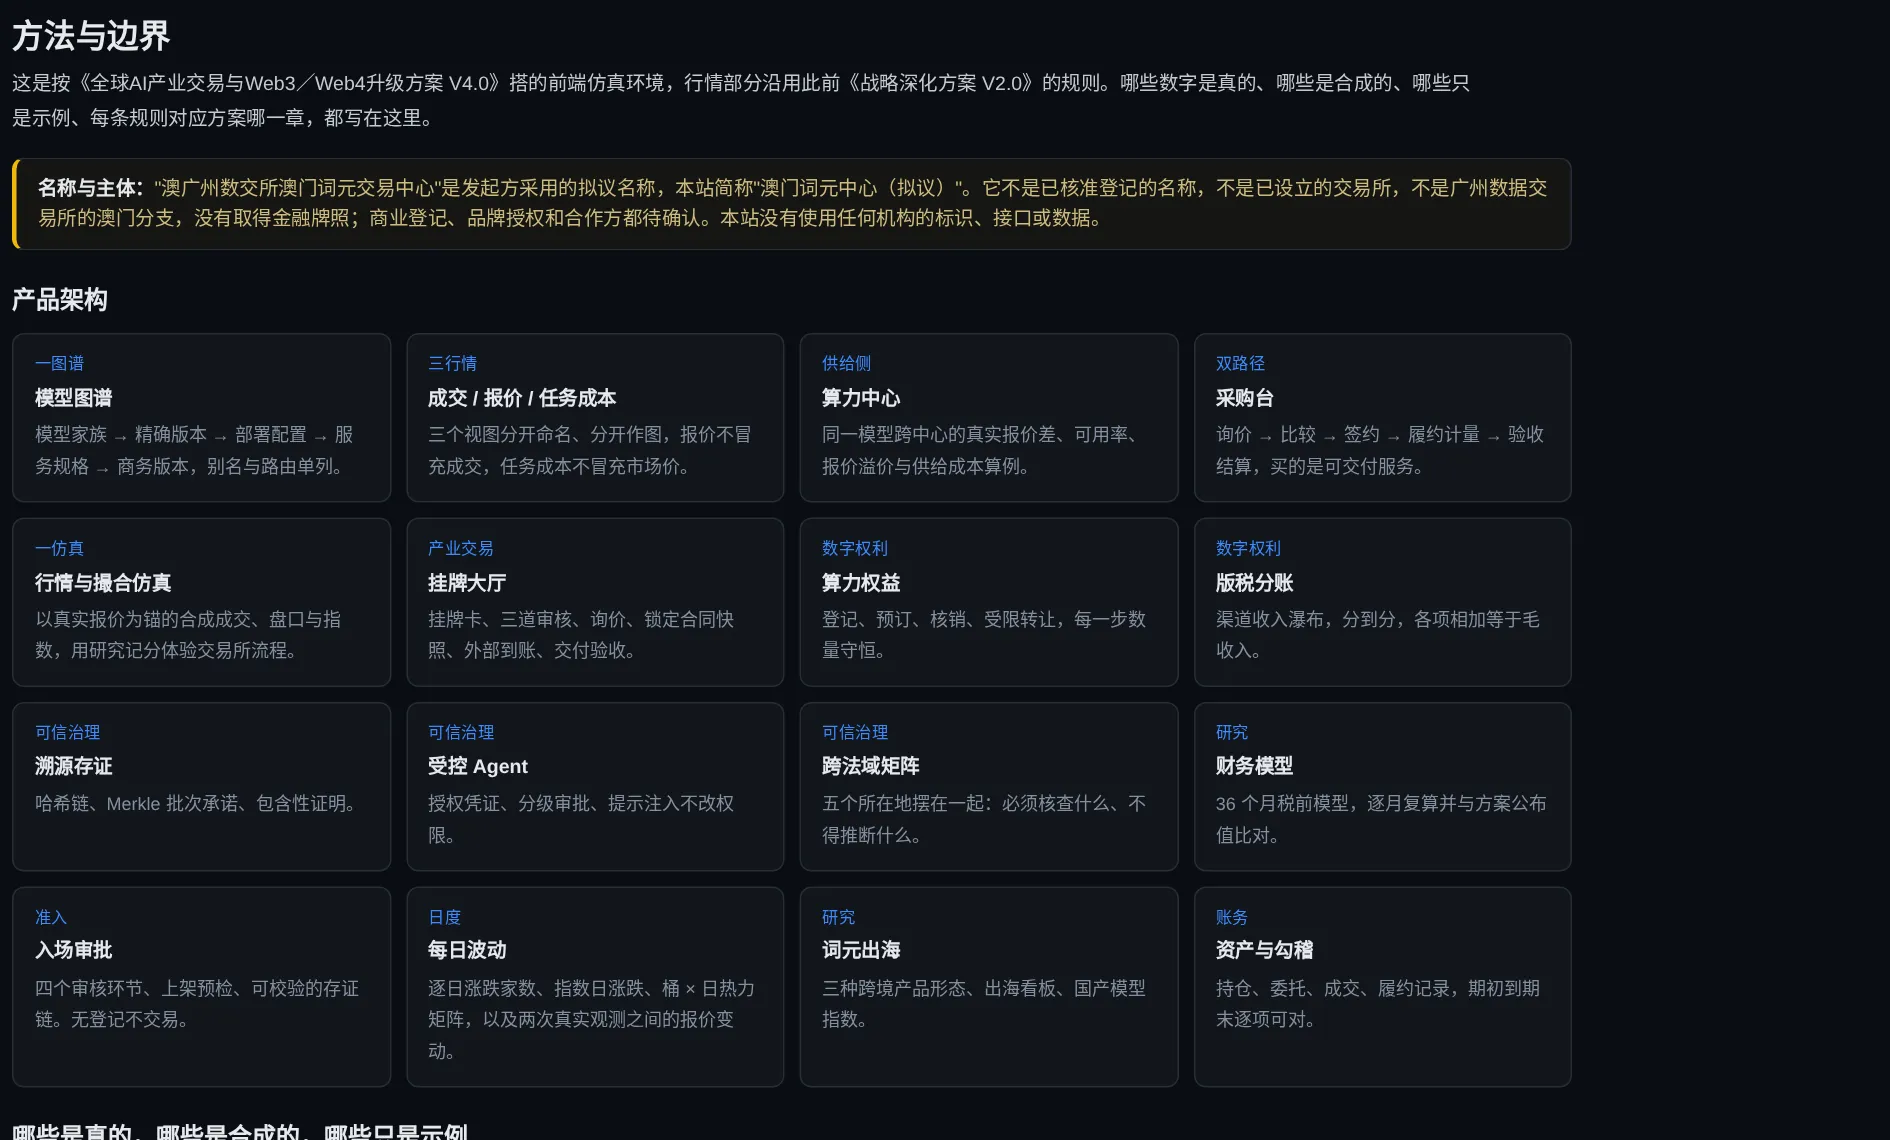 方法与边界
这是按《全球AI产业交易与Web3／Web4升级方案 V4.0》搭的前端仿真环境，行情部分沿用此前《战略深化方案 V2.0》的规则。哪些数字是真的、哪些是合成的、哪些只
是示例、每条规则对应方案哪一章，都写在这里。
名称与主体："澳广州数交所澳门词元交易中心"是发起方采用的拟议名称，本站简称"澳门词元中心（拟议）"。它不是已核准登记的名称，不是已设立的交易所，不是广州数据交
易所的澳门分支，没有取得金融牌照；商业登记、品牌授权和合作方都待确认。本站没有使用任何机构的标识、接口或数据。
产品架构
一图谱
模型图谱
模型家族 → 精确版本 → 部署配置 → 服
务规格 → 商务版本，别名与路由单列。
三行情
成交 / 报价 / 任务成本
三个视图分开命名、分开作图，报价不冒
充成交，任务成本不冒充市场价。
供给侧
算力中心
同一模型跨中心的真实报价差、可用率、
报价溢价与供给成本算例。
双路径
采购台
询价 → 比较 → 签约 → 履约计量 → 验收
结算，买的是可交付服务。
一仿真
行情与撮合仿真
以真实报价为锚的合成成交、盘口与指
数，用研究记分体验交易所流程。
产业交易
挂牌大厅
挂牌卡、三道审核、询价、锁定合同快
照、外部到账、交付验收。
数字权利
算力权益
登记、预订、核销、受限转让，每一步数
量守恒。
数字权利
版税分账
渠道收入瀑布，分到分，各项相加等于毛
收入。
可信治理
溯源存证
哈希链、Merkle 批次承诺、包含性证明。
可信治理
受控 Agent
授权凭证、分级审批、提示注入不改权
限。
可信治理
跨法域矩阵
五个所在地摆在一起：必须核查什么、不
得推断什么。
研究
财务模型
36 个月税前模型，逐月复算并与方案公布
值比对。
准入
入场审批
四个审核环节、上架预检、可校验的存证
链。无登记不交易。
日度
每日波动
逐日涨跌家数、指数日涨跌、桶 × 日热力
矩阵，以及两次真实观测之间的报价变
动。
研究
词元出海
三种跨境产品形态、出海看板、国产模型
指数。
账务
资产与勾稽
持仓、委托、成交、履约记录，期初到期
末逐项可对。
哪些是真的，哪些是合成的，哪些只是示例